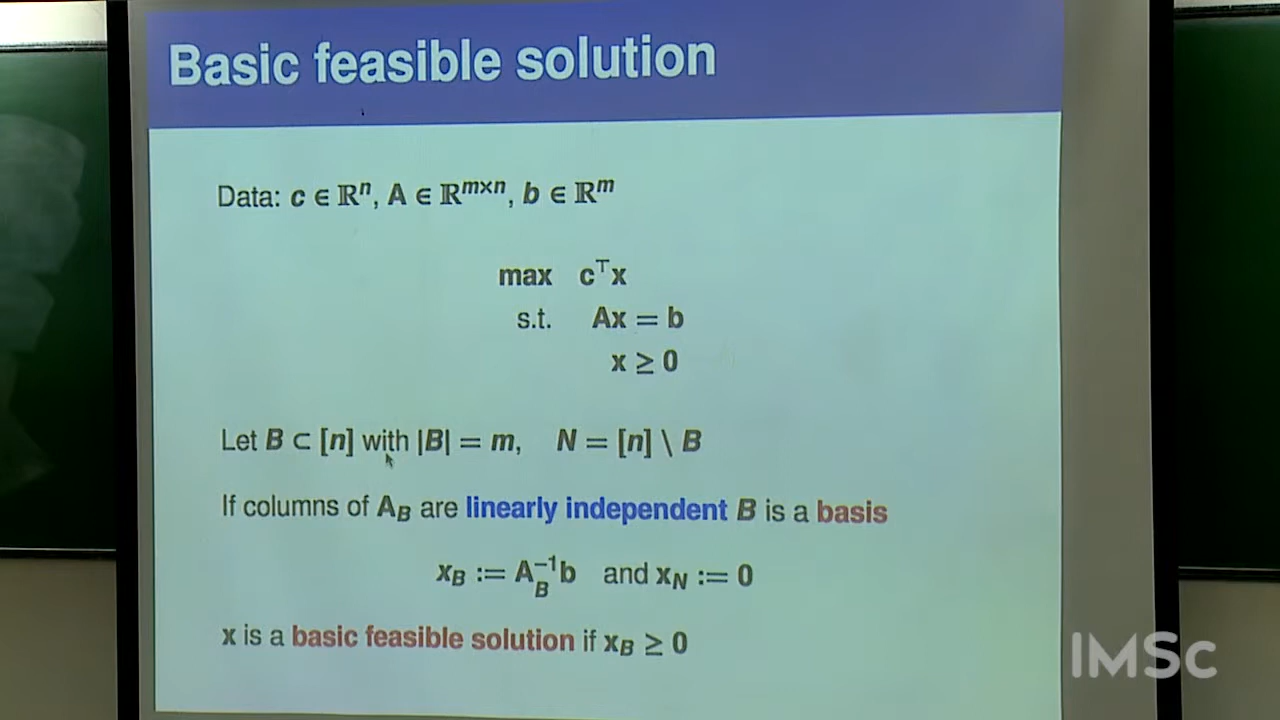 Basic feasible solution
Data: c ∈ ℝⁿ, A ∈ ℝᵐˣⁿ, b ∈ ℝᵐ
max cᵀx
s.t. Ax = b
x ≥ 0
Let B ⊂ [n] with |B| = m, N = [n] \ B
If columns of A_B are linearly independent B is a basis
x_B := A_B⁻¹b and x_N := 0
x is a basic feasible solution if x_B ≥ 0
IMSc